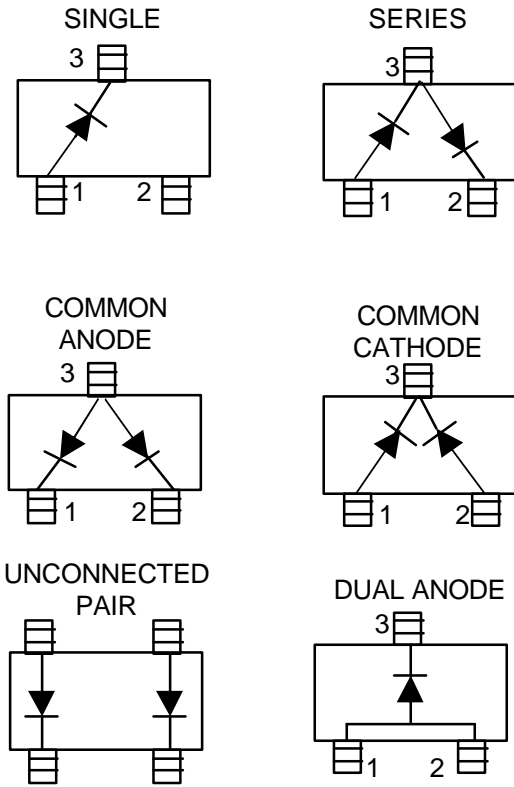 SINGLE
3
1 2
SERIES
3
1 2
COMMON
ANODE
3
1 2
COMMON
CATHODE
3
1 2
UNCONNECTED
PAIR
DUAL ANODE
3
1 2